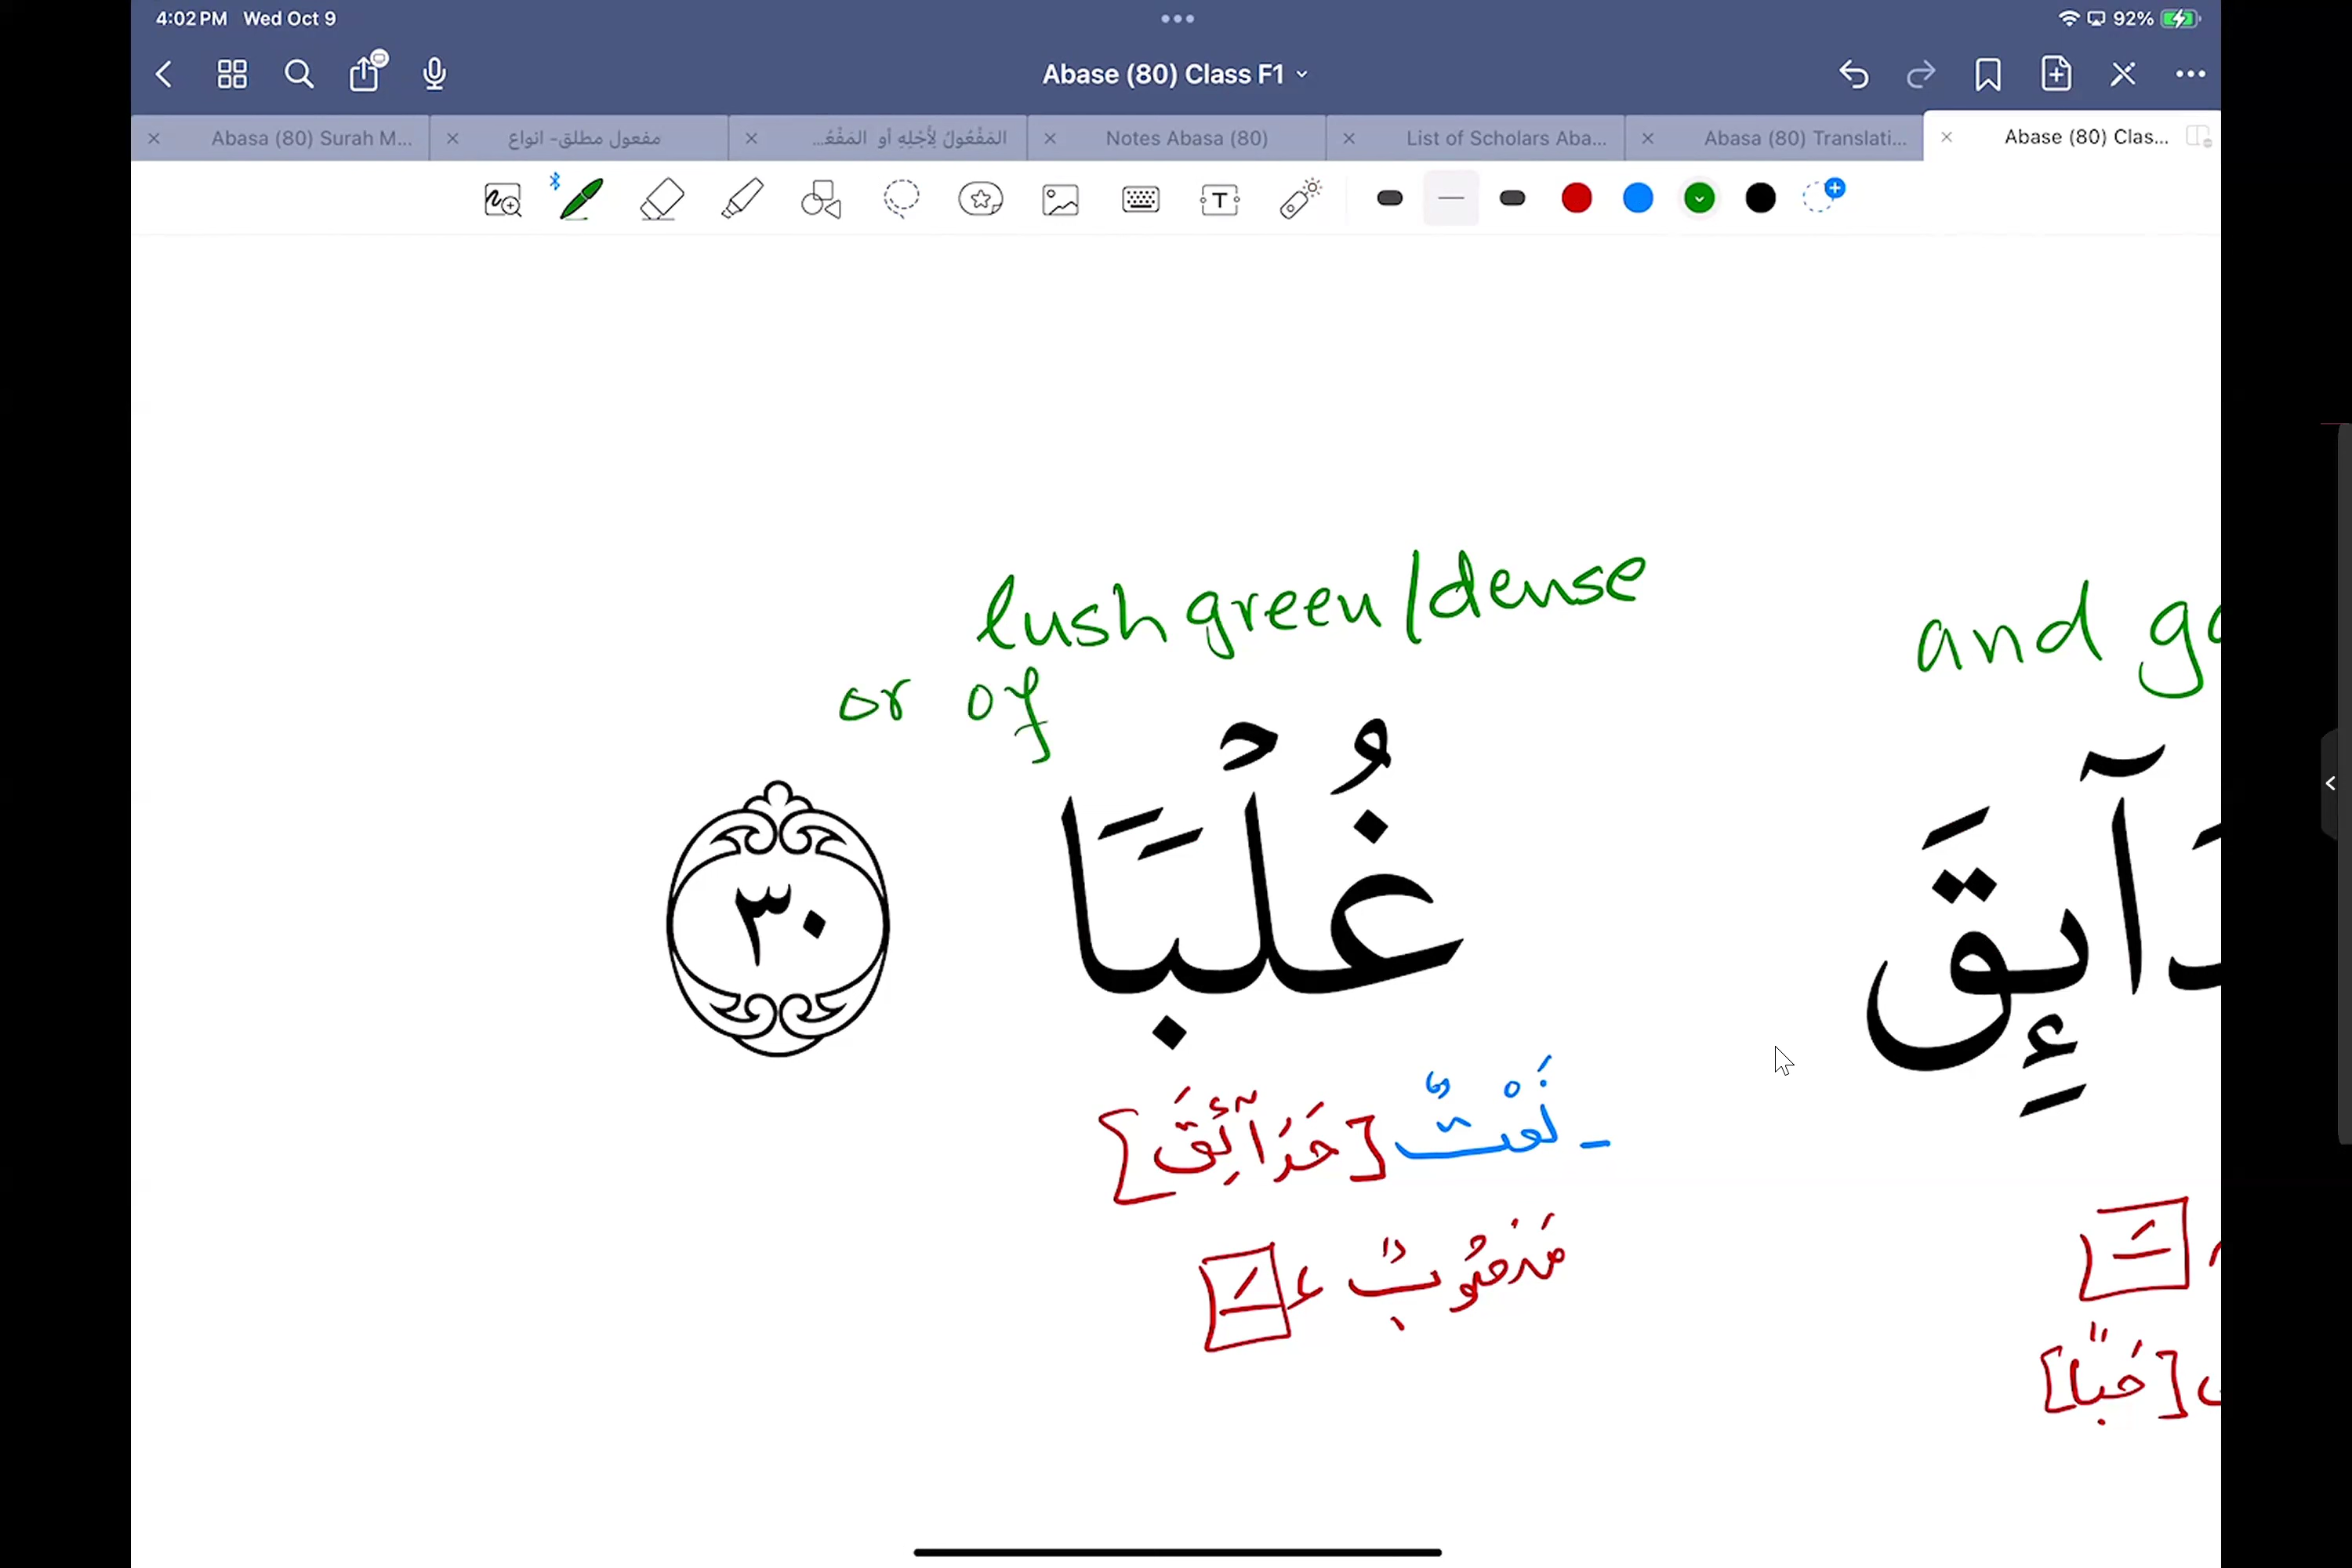 4:02 PM Wed Oct 9 92%
Abase (80) Class F1
Abasa (80) Surah M...
مفعول مطلق- انواع
المَفْعُولُ لِأَجْلِهِ أو المَفْعُ...
Notes Abasa (80)
List of Scholars Aba...
Abasa (80) Translati...
Abase (80) Clas...
lush green/dense
and ga
or of
غُلۡبًا ٣٠
- نَعْتٌ [حَدَآئِقَ]
مَنصُوبٌ
[حَبًّا]